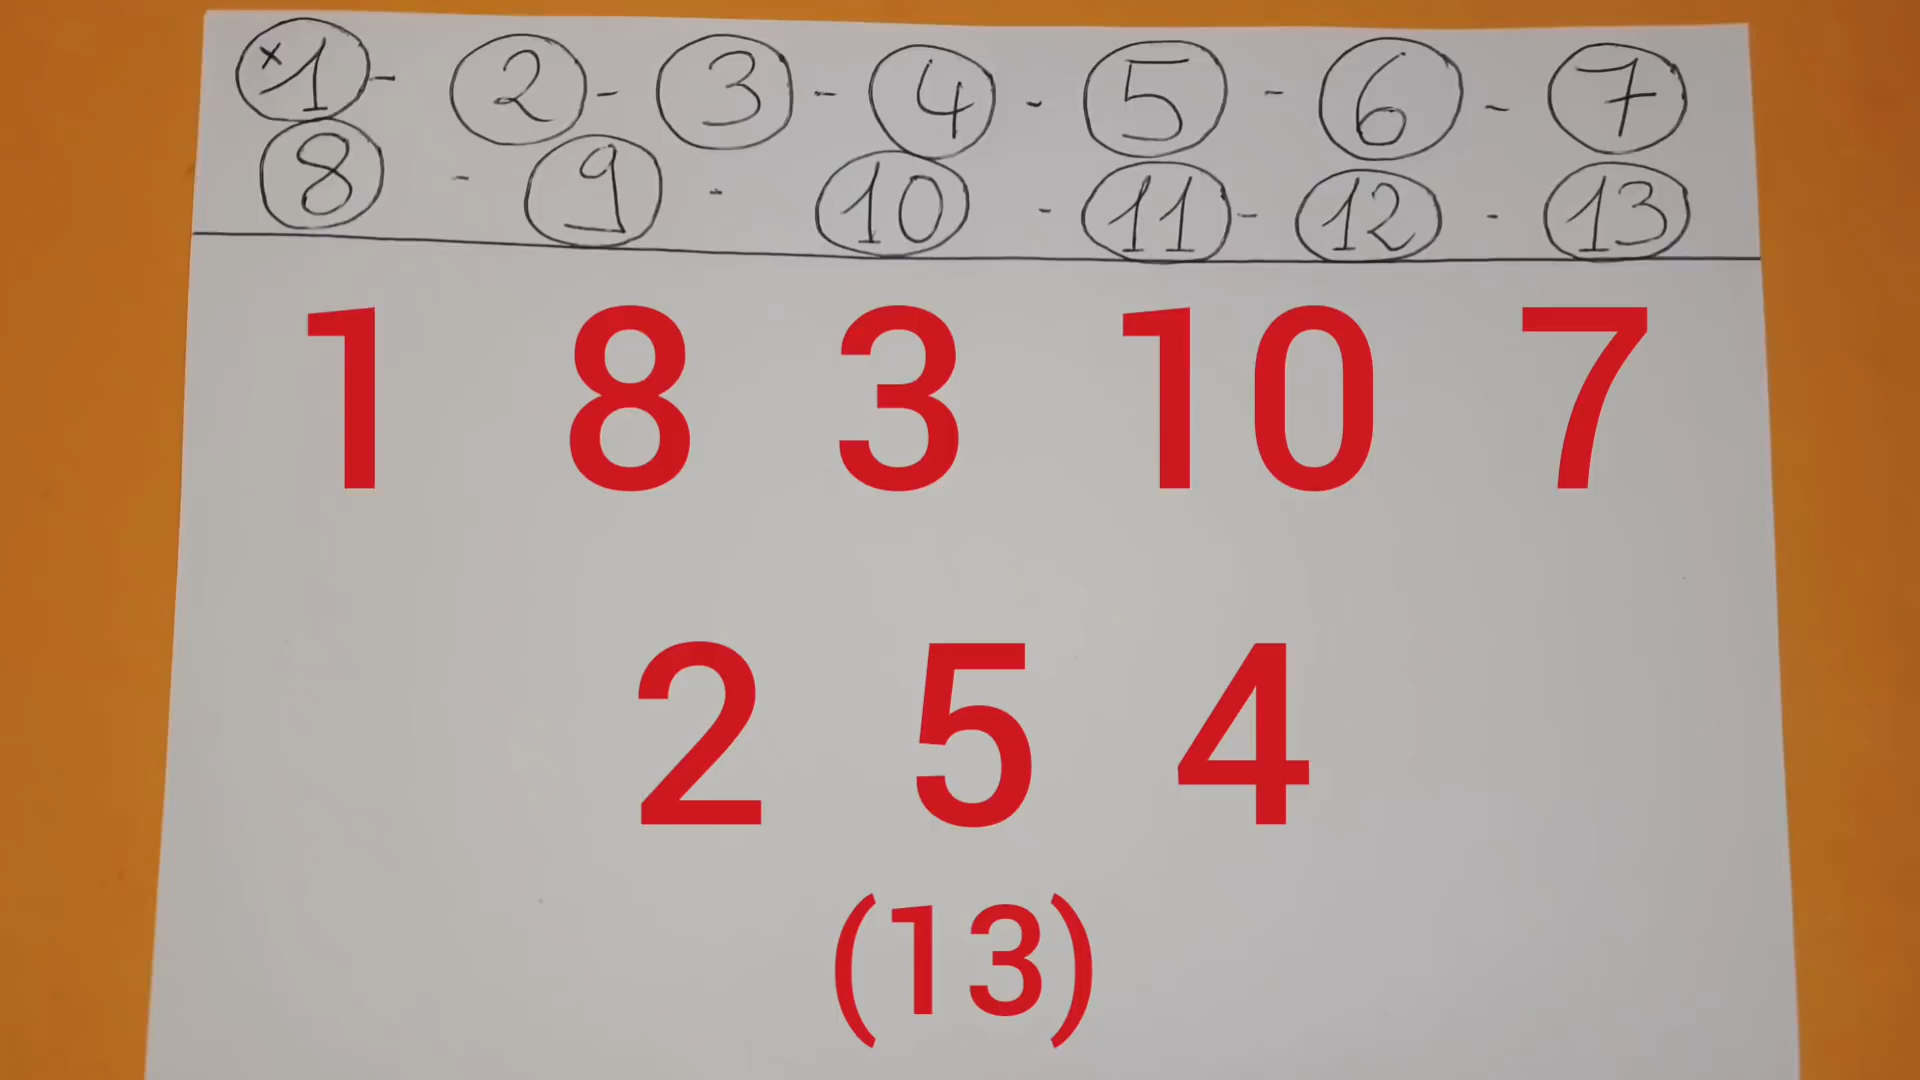 ×1 - 2 - 3 - 4 - 5 - 6 - 7
8 - 9 - 10 - 11 - 12 - 13
1 8 3 10 7
2 5 4
(13)